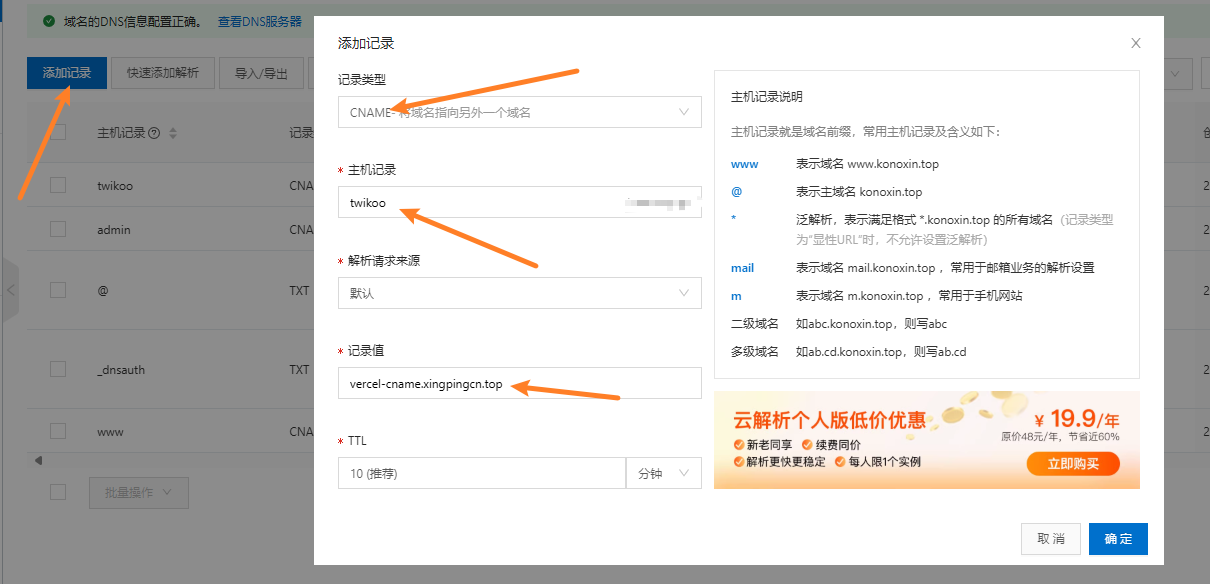 域名的DNS信息配置正确。 查看DNS服务器
添加记录 快速添加解析 导入/导出
主机记录 记录
twikoo CNA
admin CNA
@ TXT
_dnsauth TXT
www CNA
批量操作
添加记录
记录类型
CNAME- 将域名指向另外一个域名
* 主机记录
twikoo
* 解析请求来源
默认
* 记录值
vercel-cname.xingpingcn.top
* TTL
10 (推荐) 分钟
主机记录说明
主机记录就是域名前缀，常用主机记录及含义如下：
www 表示域名 www.konoxin.top
@ 表示主域名 konoxin.top
* 泛解析，表示满足格式 *.konoxin.top 的所有域名（记录类型
为“显性URL”时，不允许设置泛解析）
mail 表示域名 mail.konoxin.top ，常用于邮箱业务的解析设置
m 表示域名 m.konoxin.top ，常用于手机网站
二级域名 如abc.konoxin.top，则写abc
多级域名 如ab.cd.konoxin.top，则写ab.cd
云解析个人版低价优惠
新老同享 续费同价
解析更快更稳定 每人限1个实例
¥ 19.9/年
原价48元/年，节省近60%
立即购买
取消 确定